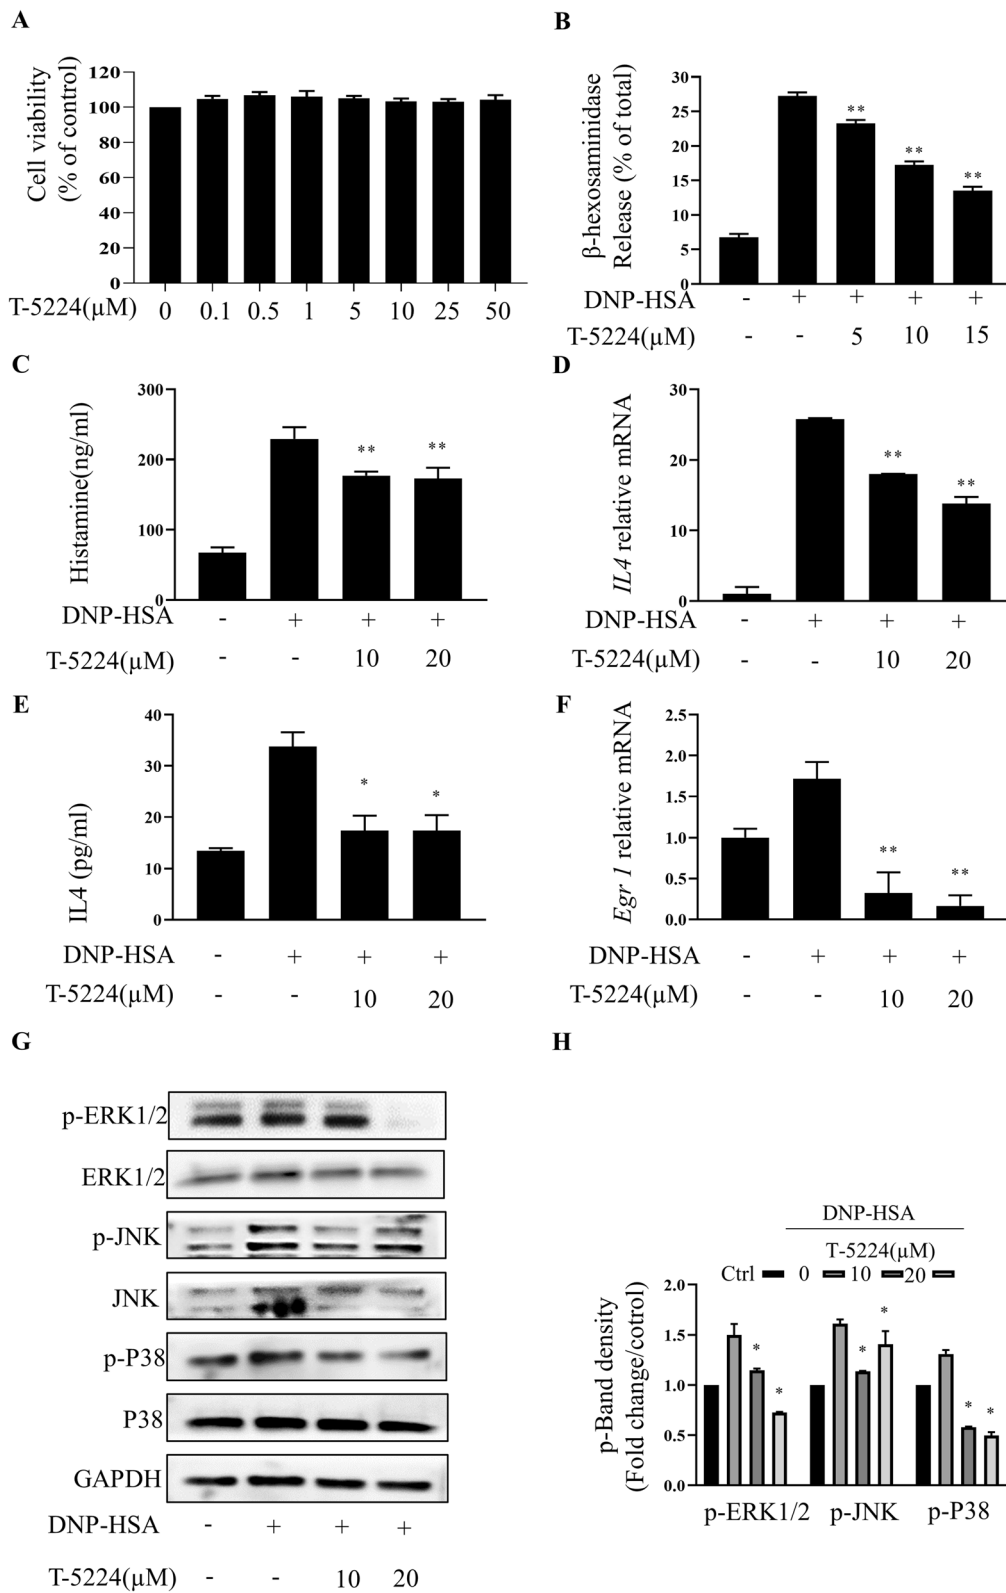 A
Cell viability
(% of control)
120
100
80
60
40
20
0
T-5224(µM) 0 0.1 0.5 1 5 10 25 50
B
β-hexosaminidase
Release (% of total)
30
25
20
15
10
5
0
** ** **
DNP-HSA - + + + +
T-5224(µM) - - 5 10 15
C
Histamine(ng/ml)
300
200
100
0
** **
DNP-HSA - + + +
T-5224(µM) - - 10 20
D
IL4 relative mRNA
30
20
10
0
** **
DNP-HSA - + + +
T-5224(µM) - - 10 20
E
IL4 (pg/ml)
40
30
20
10
0
* *
DNP-HSA - + + +
T-5224(µM) - - 10 20
F
Egr 1 relative mRNA
2.5
2.0
1.5
1.0
0.5
0.0
** **
DNP-HSA - + + +
T-5224(µM) - - 10 20
G
p-ERK1/2
ERK1/2
p-JNK
JNK
p-P38
P38
GAPDH
DNP-HSA - + + +
T-5224(µM) - - 10 20
H
DNP-HSA
T-5224(µM)
Ctrl 0 10 20
p-Band density
(Fold change/cotrol)
2.0
1.5
1.0
0.5
0.0
* * * * * *
p-ERK1/2 p-JNK p-P38